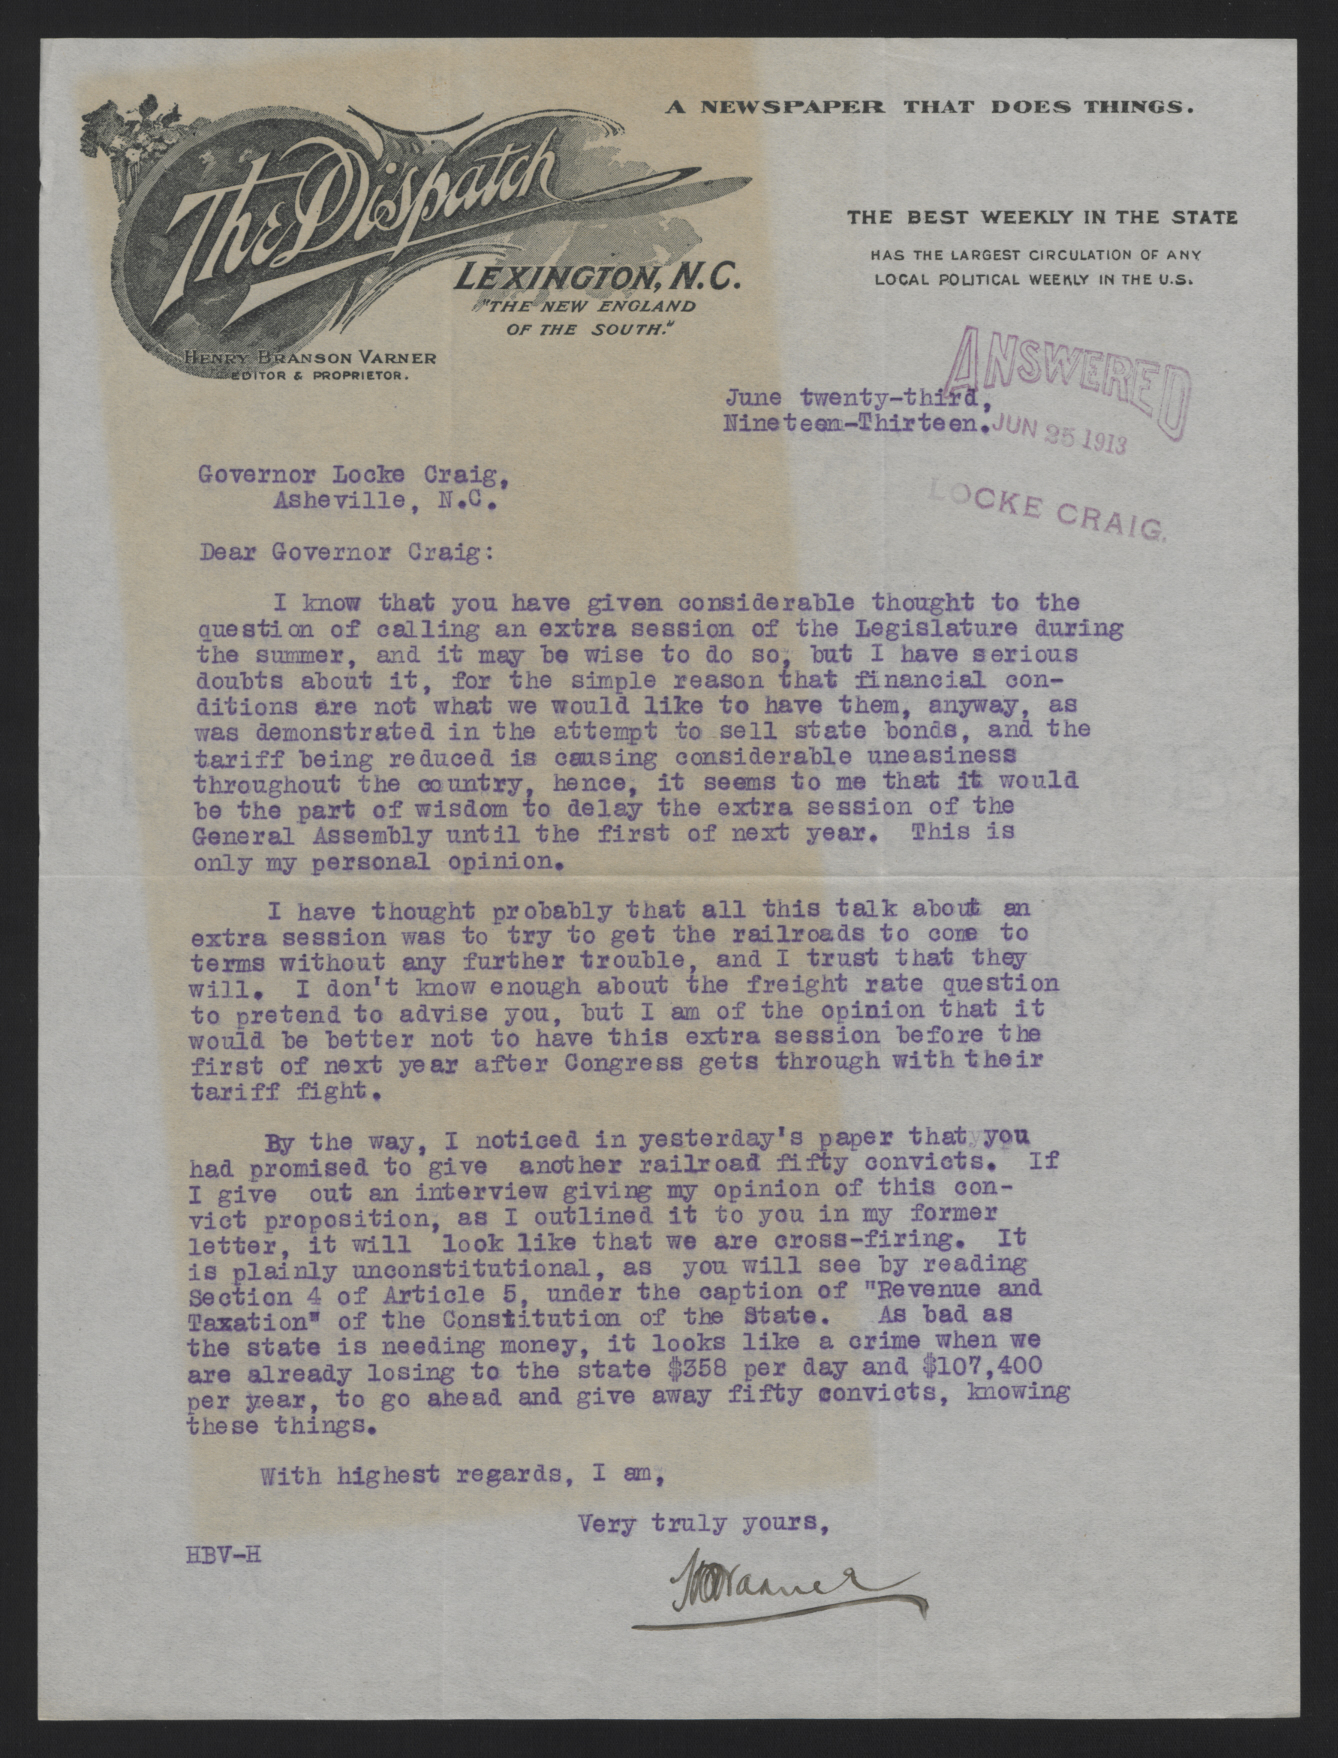 A NEWSPAPER THAT DOES THINGS.
The Dispatch
LEXINGTON, N.C.
"THE NEW ENGLAND
OF THE SOUTH."
HENRY BRANSON VARNER
EDITOR & PROPRIETOR.
THE BEST WEEKLY IN THE STATE
HAS THE LARGEST CIRCULATION OF ANY
LOCAL POLITICAL WEEKLY IN THE U.S.
ANSWERED
JUN 25 1913
LOCKE CRAIG.
June twenty-third,
Nineteen-Thirteen.
Governor Locke Craig,
Asheville, N.C.
Dear Governor Craig:
I know that you have given considerable thought to the
question of calling an extra session of the Legislature during
the summer, and it may be wise to do so, but I have serious
doubts about it, for the simple reason that financial con-
ditions are not what we would like to have them, anyway, as
was demonstrated in the attempt to sell state bonds, and the
tariff being reduced is causing considerable uneasiness
throughout the country, hence, it seems to me that it would
be the part of wisdom to delay the extra session of the
General Assembly until the first of next year. This is
only my personal opinion.
I have thought probably that all this talk about an
extra session was to try to get the railroads to come to
terms without any further trouble, and I trust that they
will. I don't know enough about the freight rate question
to pretend to advise you, but I am of the opinion that it
would be better not to have this extra session before the
first of next year after Congress gets through with their
tariff fight.
By the way, I noticed in yesterday's paper that you
had promised to give another railroad fifty convicts. If
I give out an interview giving my opinion of this con-
vict proposition, as I outlined it to you in my former
letter, it will look like that we are cross-firing. It
is plainly unconstitutional, as you will see by reading
Section 4 of Article 5, under the caption of "Revenue and
Taxation" of the Constitution of the State. As bad as
the state is needing money, it looks like a crime when we
are already losing to the state $358 per day and $107,400
per year, to go ahead and give away fifty convicts, knowing
these things.
With highest regards, I am,
Very truly yours,
HBV-H
HBVarner